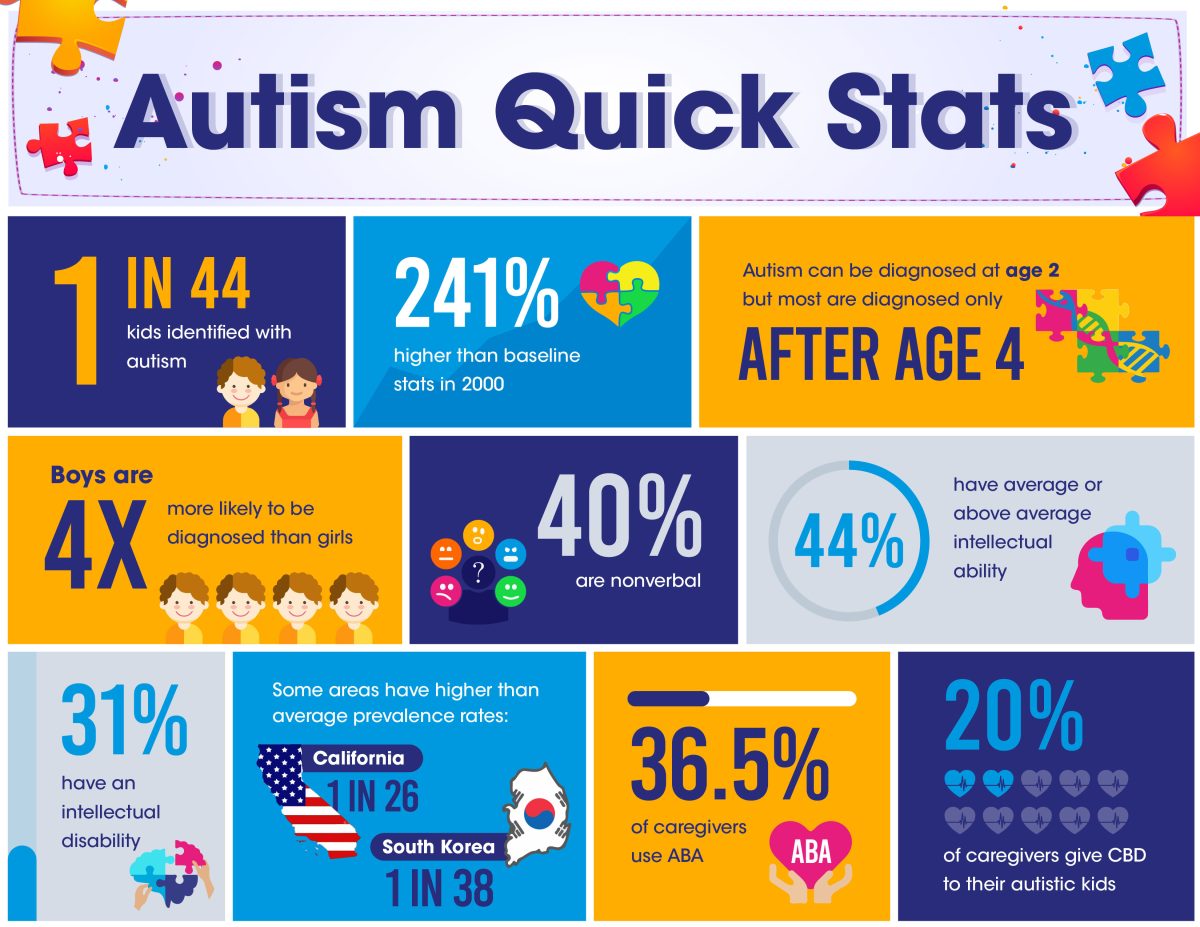 Autism Quick Stats
1 IN 44
kids identified with
autism
241%
higher than baseline
stats in 2000
Autism can be diagnosed at age 2
but most are diagnosed only
AFTER AGE 4
Boys are
4X
more likely to be
diagnosed than girls
?
40%
are nonverbal
44%
have average or
above average
intellectual
ability
31%
have an
intellectual
disability
Some areas have higher than
average prevalence rates:
California
1 IN 26
South Korea
1 IN 38
36.5%
of caregivers
use ABA
ABA
20%
of caregivers give CBD
to their autistic kids